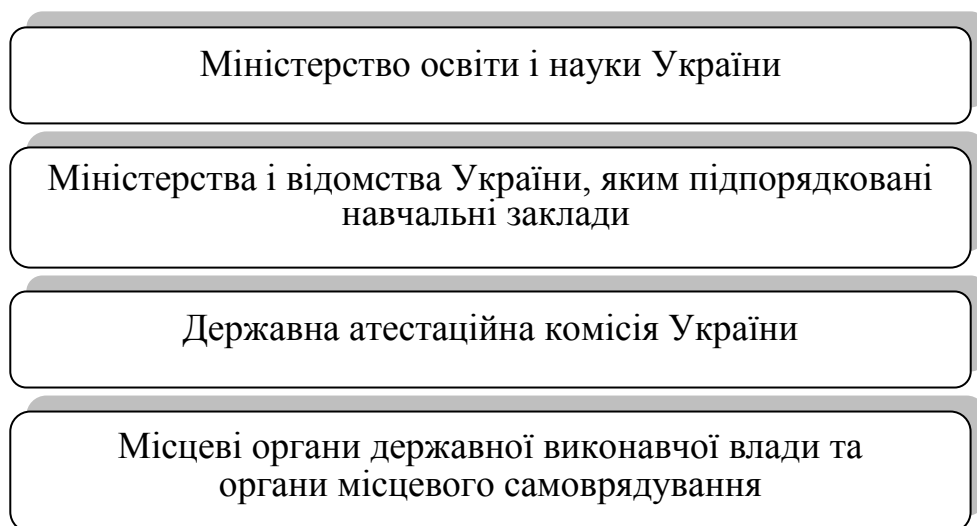 Міністерство освіти і науки України
Міністерства і відомства України, яким підпорядковані
навчальні заклади
Державна атестаційна комісія України
Місцеві органи державної виконавчої влади та
органи місцевого самоврядування